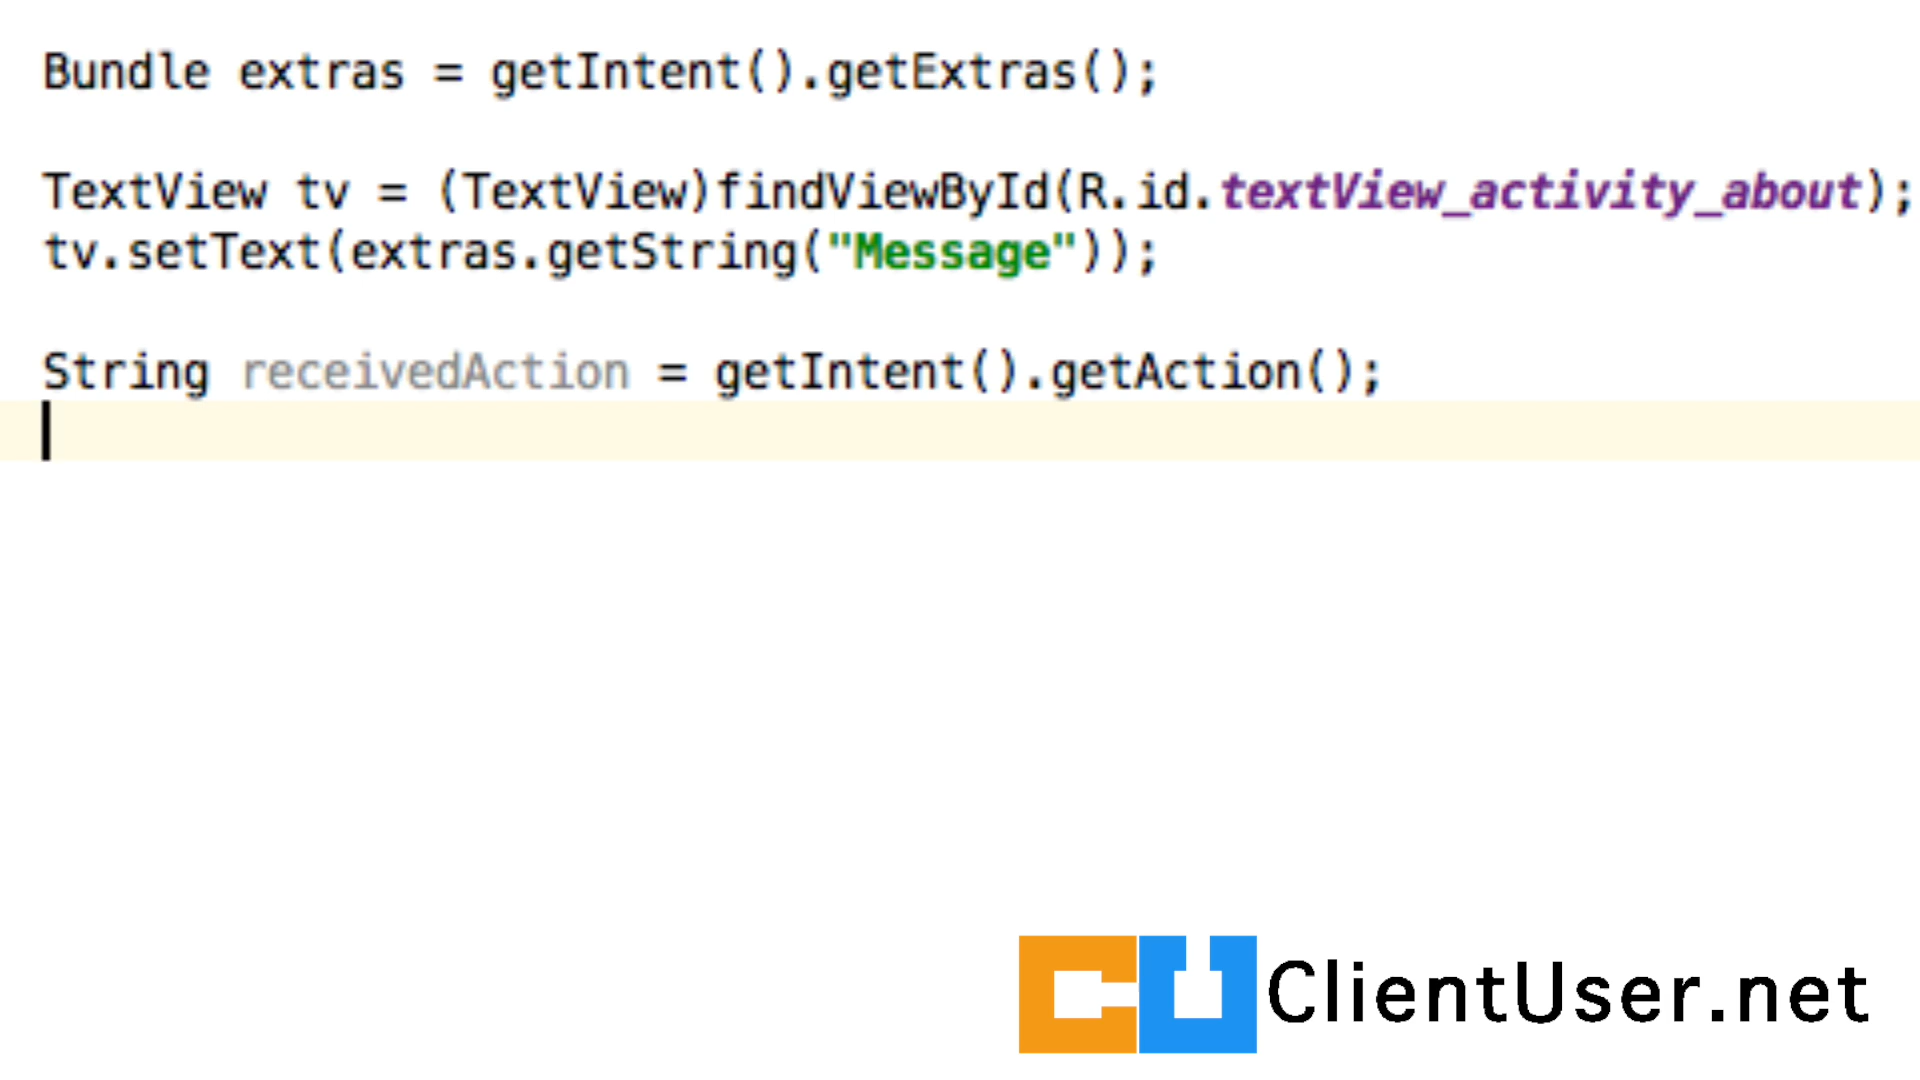 Bundle extras = getIntent().getExtras();
TextView tv = (TextView)findViewById(R.id.textView_activity_about);
tv.setText(extras.getString("Message"));
String receivedAction = getIntent().getAction();
CU ClientUser.net